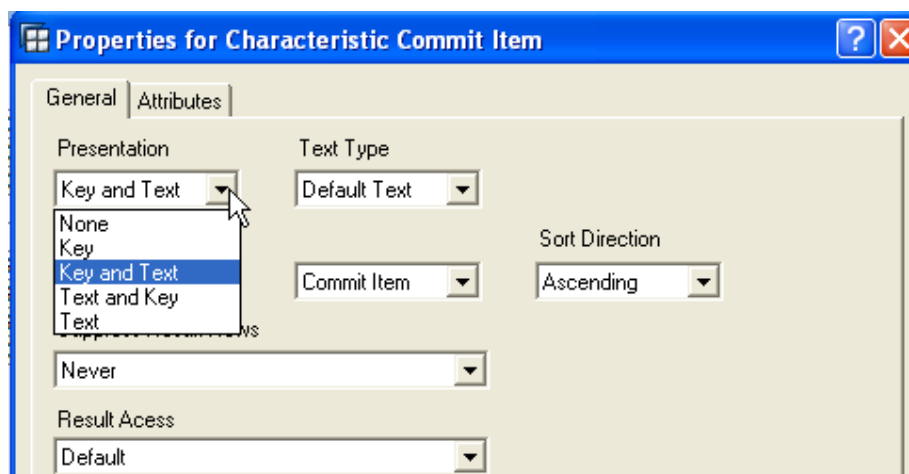 Properties for Characteristic Commit Item
General Attributes
Presentation Text Type
Key and Text Default Text
None
Key
Sort Direction
Key and Text
Commit Item Ascending
Text and Key
Text
Never
Result Acess
Default